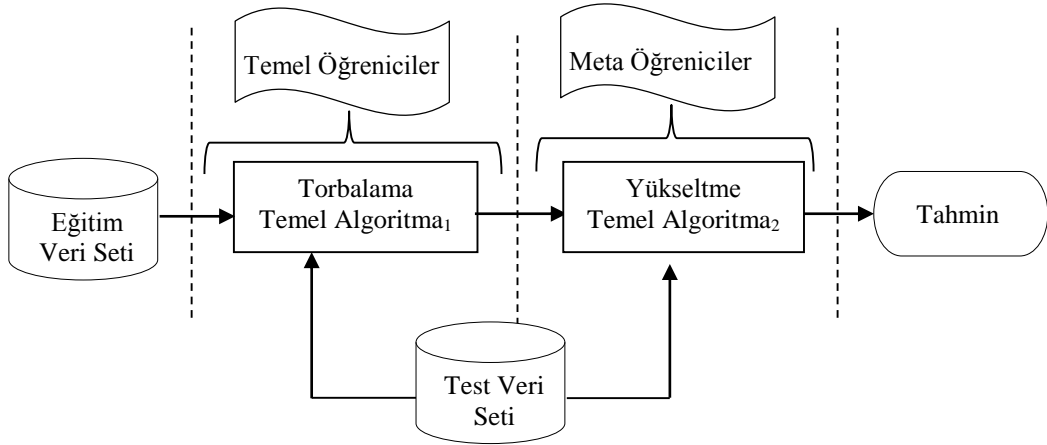 Temel Öğreniciler
Meta Öğreniciler
Eğitim
Veri Seti
Torbalama
Temel Algoritma₁
Yükseltme
Temel Algoritma₂
Tahmin
Test Veri
Seti